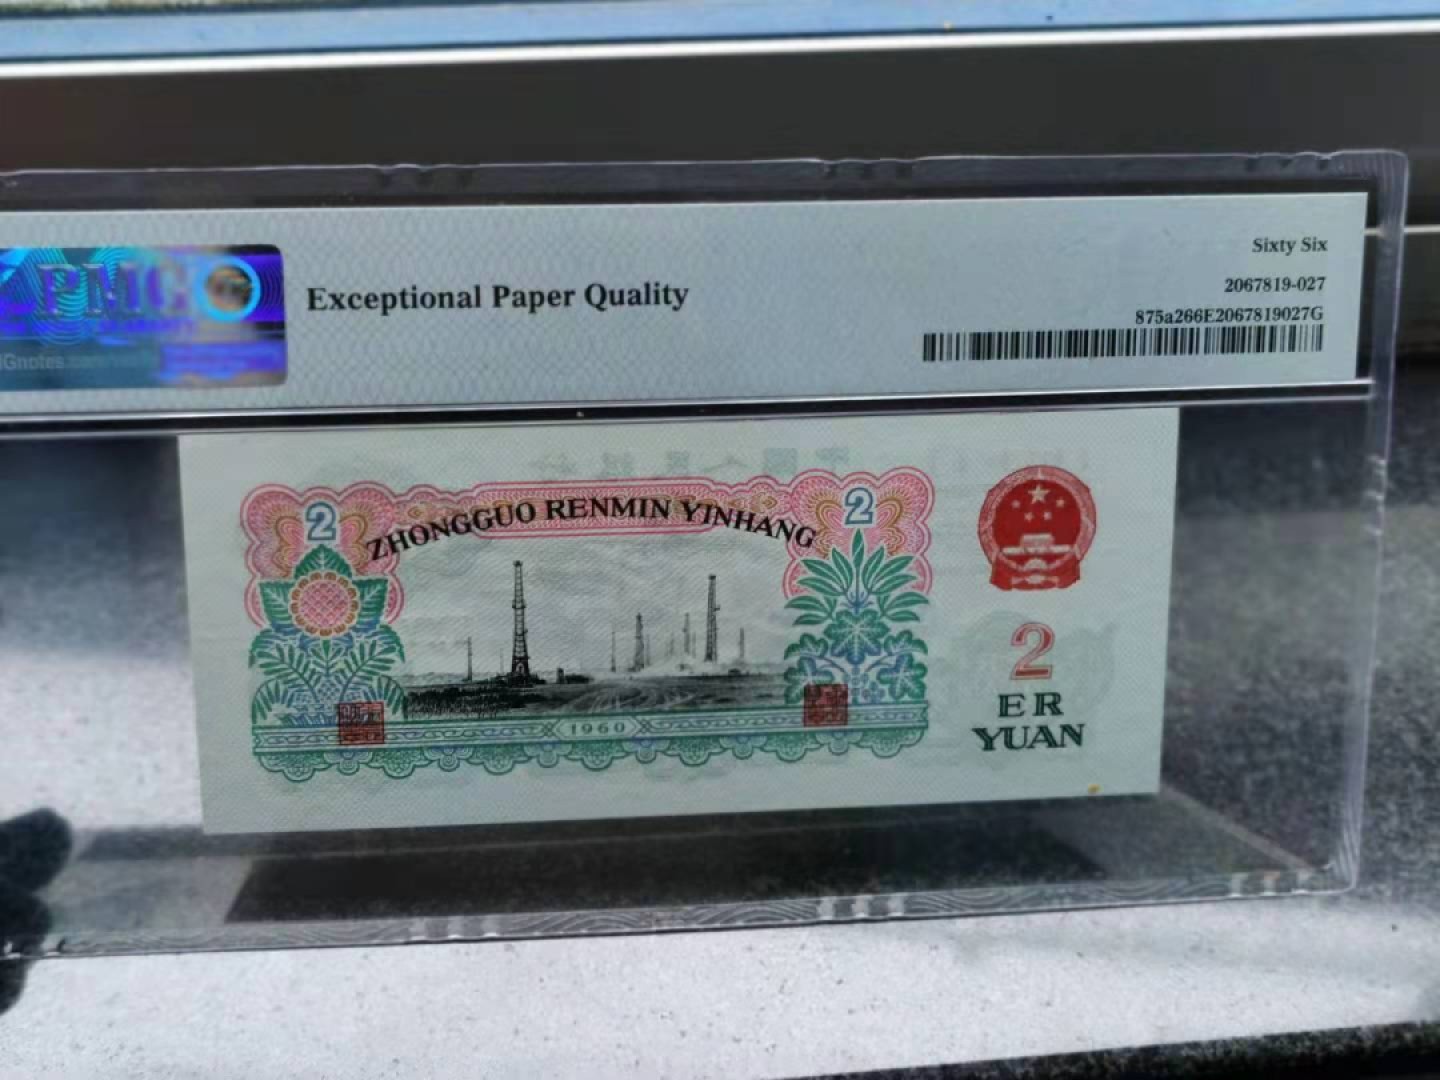 PMG
Exceptional Paper Quality
Sixty Six
2067819-027
875a266E2067819027G
2
ZHONGGUO RENMIN YINHANG
2
1960
2
ER
YUAN